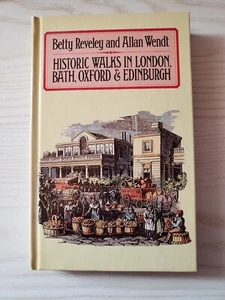 Betty Reveley and Allan Wendt
HISTORIC WALKS IN LONDON,
BATH, OXFORD & EDINBURGH